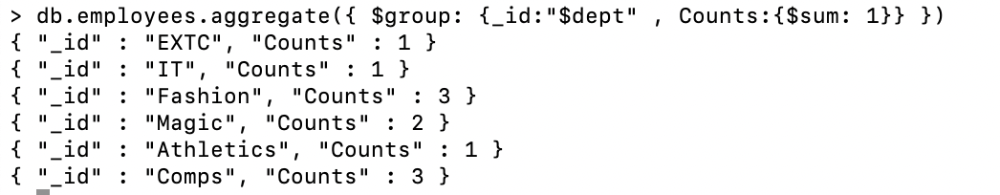 > db.employees.aggregate({ $group: {_id:"$dept" , Counts:{$sum: 1}} })
{ "_id" : "EXTC", "Counts" : 1 }
{ "_id" : "IT", "Counts" : 1 }
{ "_id" : "Fashion", "Counts" : 3 }
{ "_id" : "Magic", "Counts" : 2 }
{ "_id" : "Athletics", "Counts" : 1 }
{ "_id" : "Comps", "Counts" : 3 }